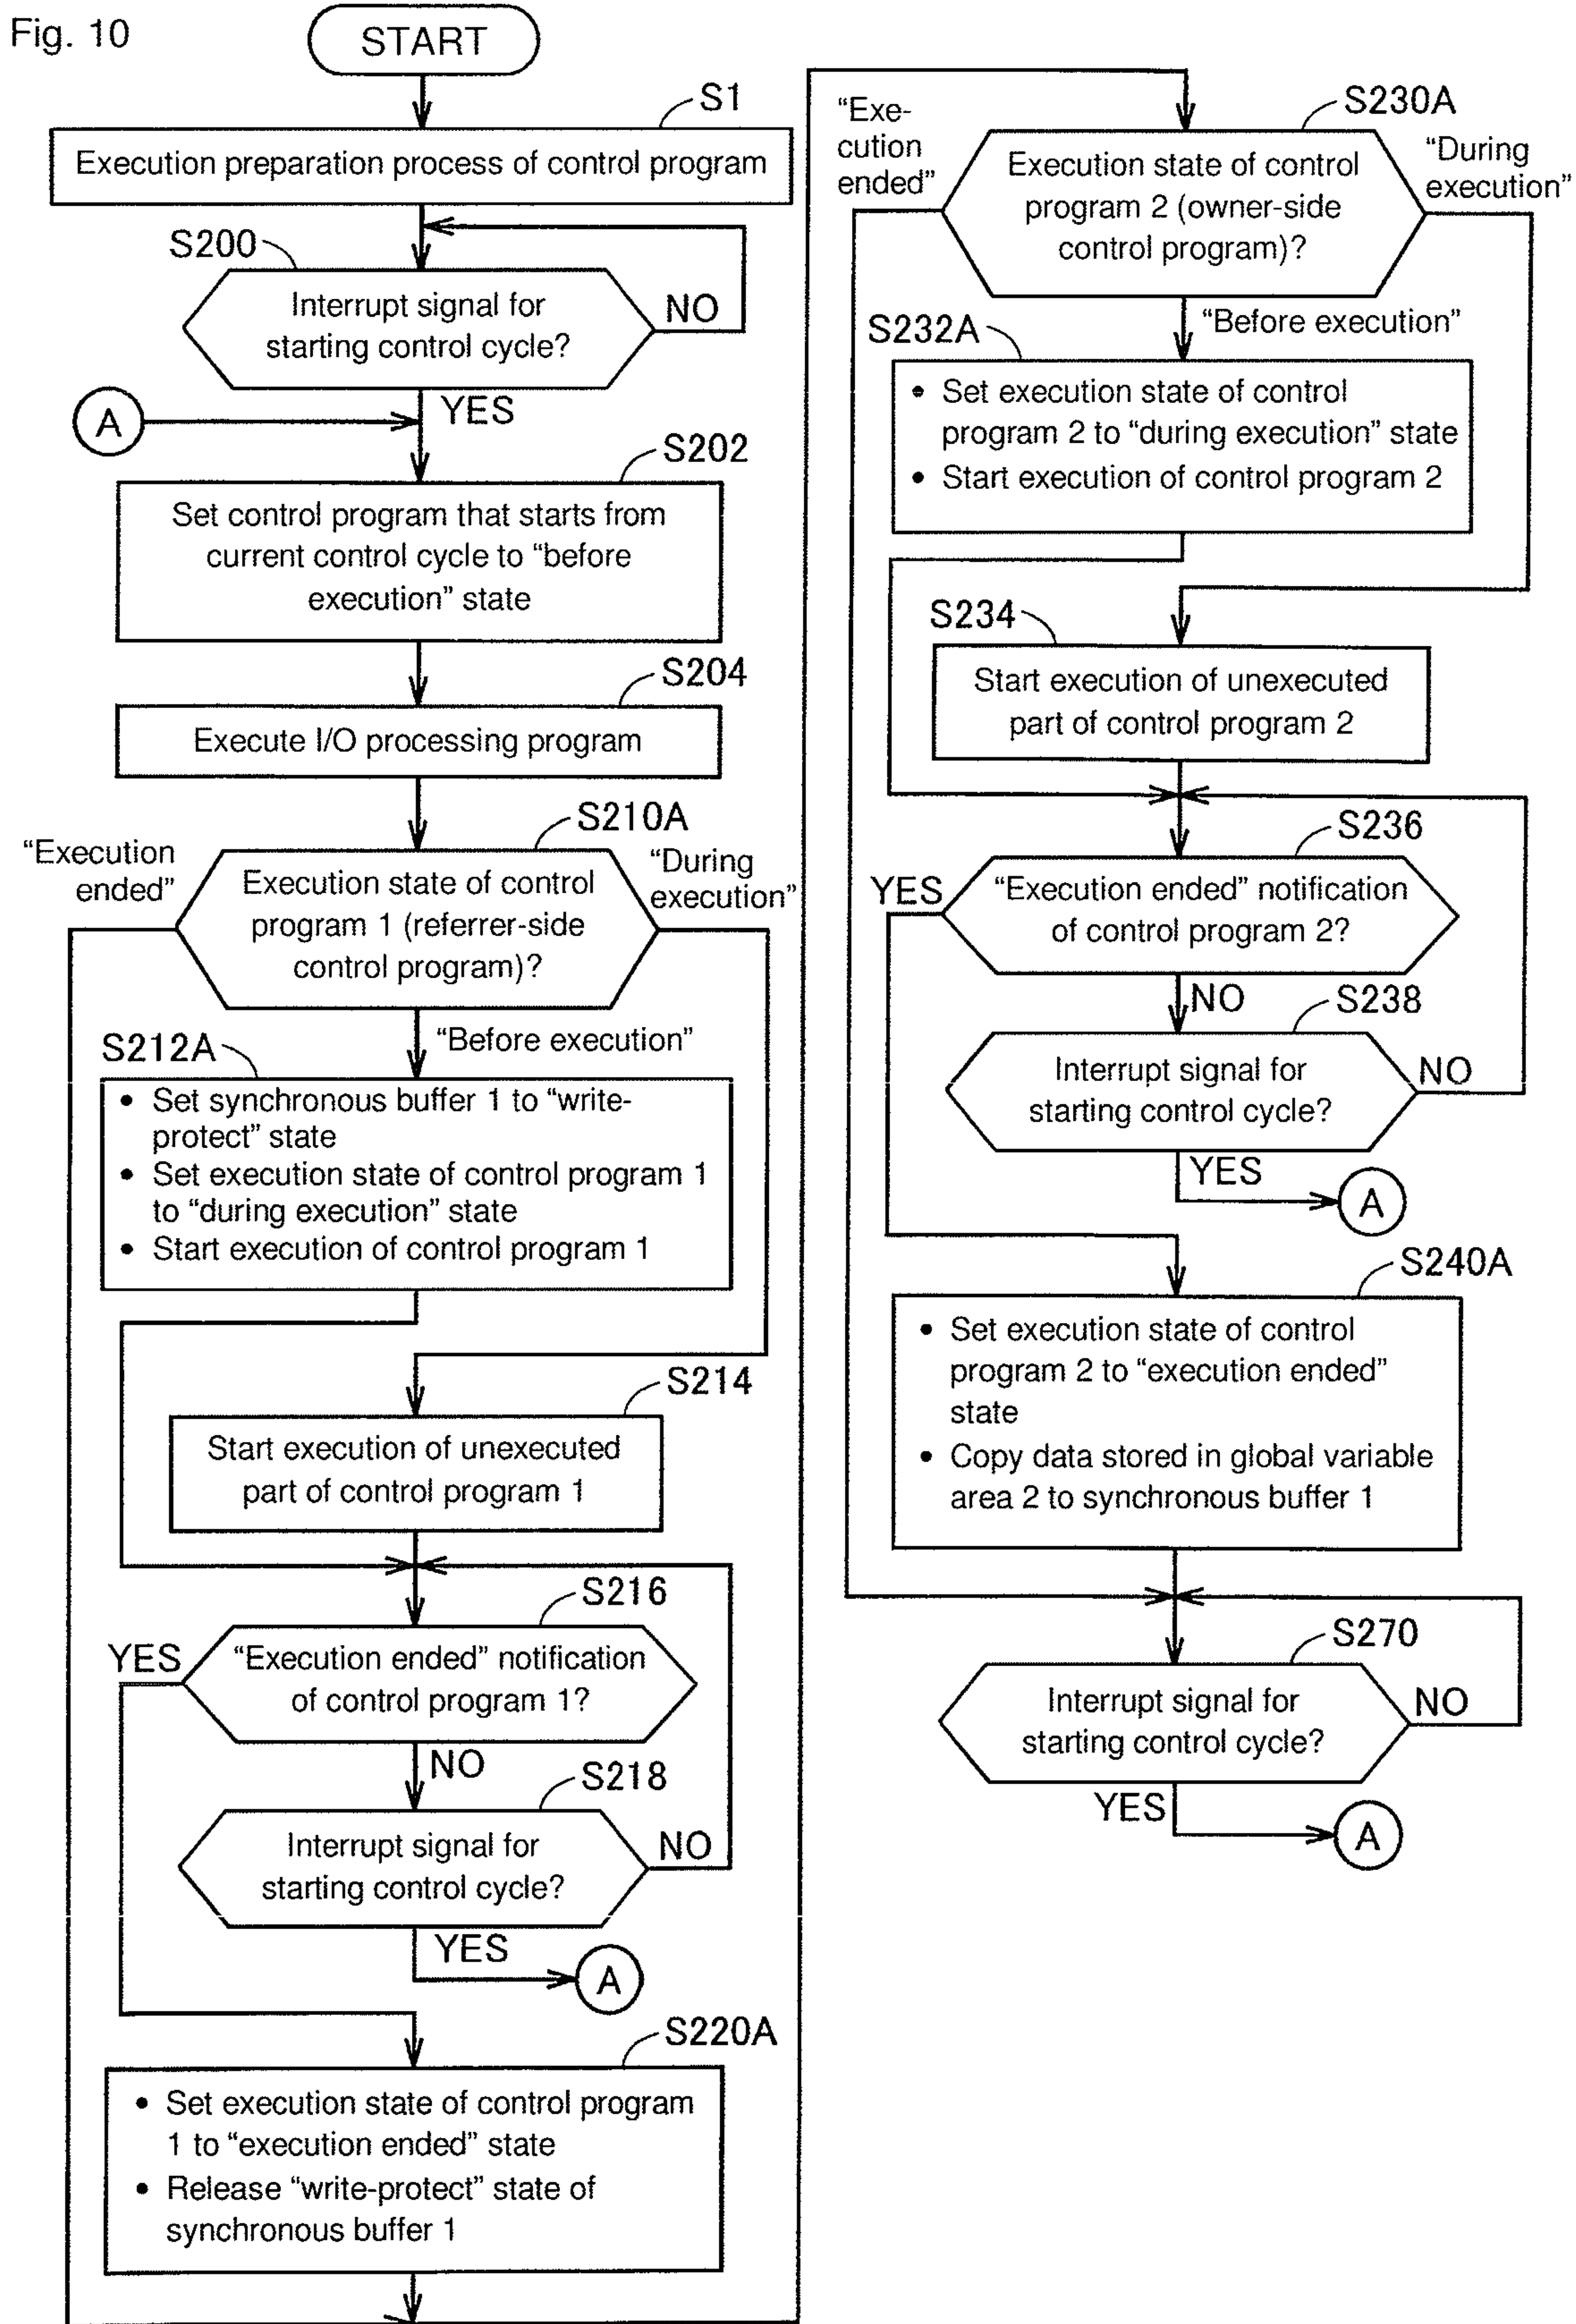 Fig. 10
START
S1
Execution preparation process of control program
S200
Interrupt signal for
starting control cycle?
NO
YES
A
S202
Set control program that starts from
current control cycle to “before
execution” state
S204
Execute I/O processing program
S210A
“Execution
ended”
Execution state of control
program 1 (referrer-side
control program)?
“During
execution”
“Before execution”
S212A
• Set synchronous buffer 1 to “write-
protect” state
• Set execution state of control program 1
to “during execution” state
• Start execution of control program 1
S214
Start execution of unexecuted
part of control program 1
S216
YES
“Execution ended” notification
of control program 1?
NO
S218
Interrupt signal for
starting control cycle?
NO
YES
A
S220A
• Set execution state of control program
1 to “execution ended” state
• Release “write-protect” state of
synchronous buffer 1
S230A
“Exe-
cution
ended”
Execution state of control
program 2 (owner-side
control program)?
“During
execution”
“Before execution”
S232A
• Set execution state of control
program 2 to “during execution” state
• Start execution of control program 2
S234
Start execution of unexecuted
part of control program 2
S236
YES
“Execution ended” notification
of control program 2?
NO
S238
Interrupt signal for
starting control cycle?
NO
YES
A
S240A
• Set execution state of control
program 2 to “execution ended”
state
• Copy data stored in global variable
area 2 to synchronous buffer 1
S270
Interrupt signal for
starting control cycle?
NO
YES
A